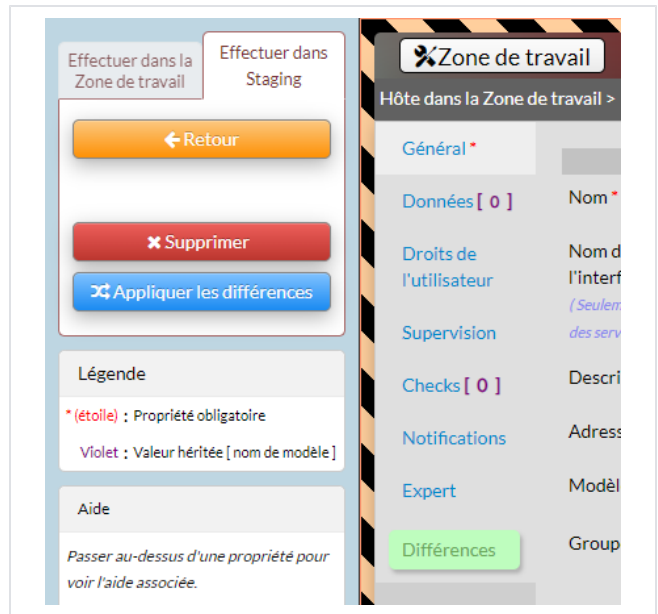 Effectuer dans la
Zone de travail
Effectuer dans
Staging
Retour
Supprimer
Appliquer les différences
Légende
* (étoile) : Propriété obligatoire
Violet : Valeur héritée [ nom de modèle ]
Aide
Passer au-dessus d'une propriété pour
voir l'aide associée.
Zone de travail
Hôte dans la Zone de travail >
Général *
Données [ 0 ]
Droits de
l'utilisateur
Supervision
Checks [ 0 ]
Notifications
Expert
Différences
Nom *
Nom d
l'interf
( Seulem
des serv
Descri
Adress
Modèl
Group